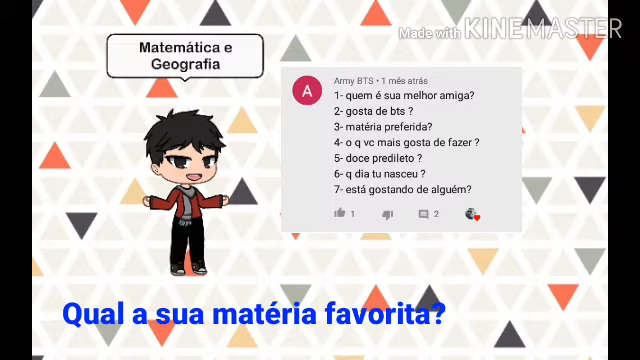 Made with KINEMASTER
Matemática e
Geografia
A
Army BTS • 1 mês atrás
1- quem é sua melhor amiga?
2- gosta de bts ?
3- matéria preferida?
4- o q vc mais gosta de fazer ?
5- doce predileto ?
6- q dia tu nasceu ?
7- está gostando de alguém?
1
2
Qual a sua matéria favorita?